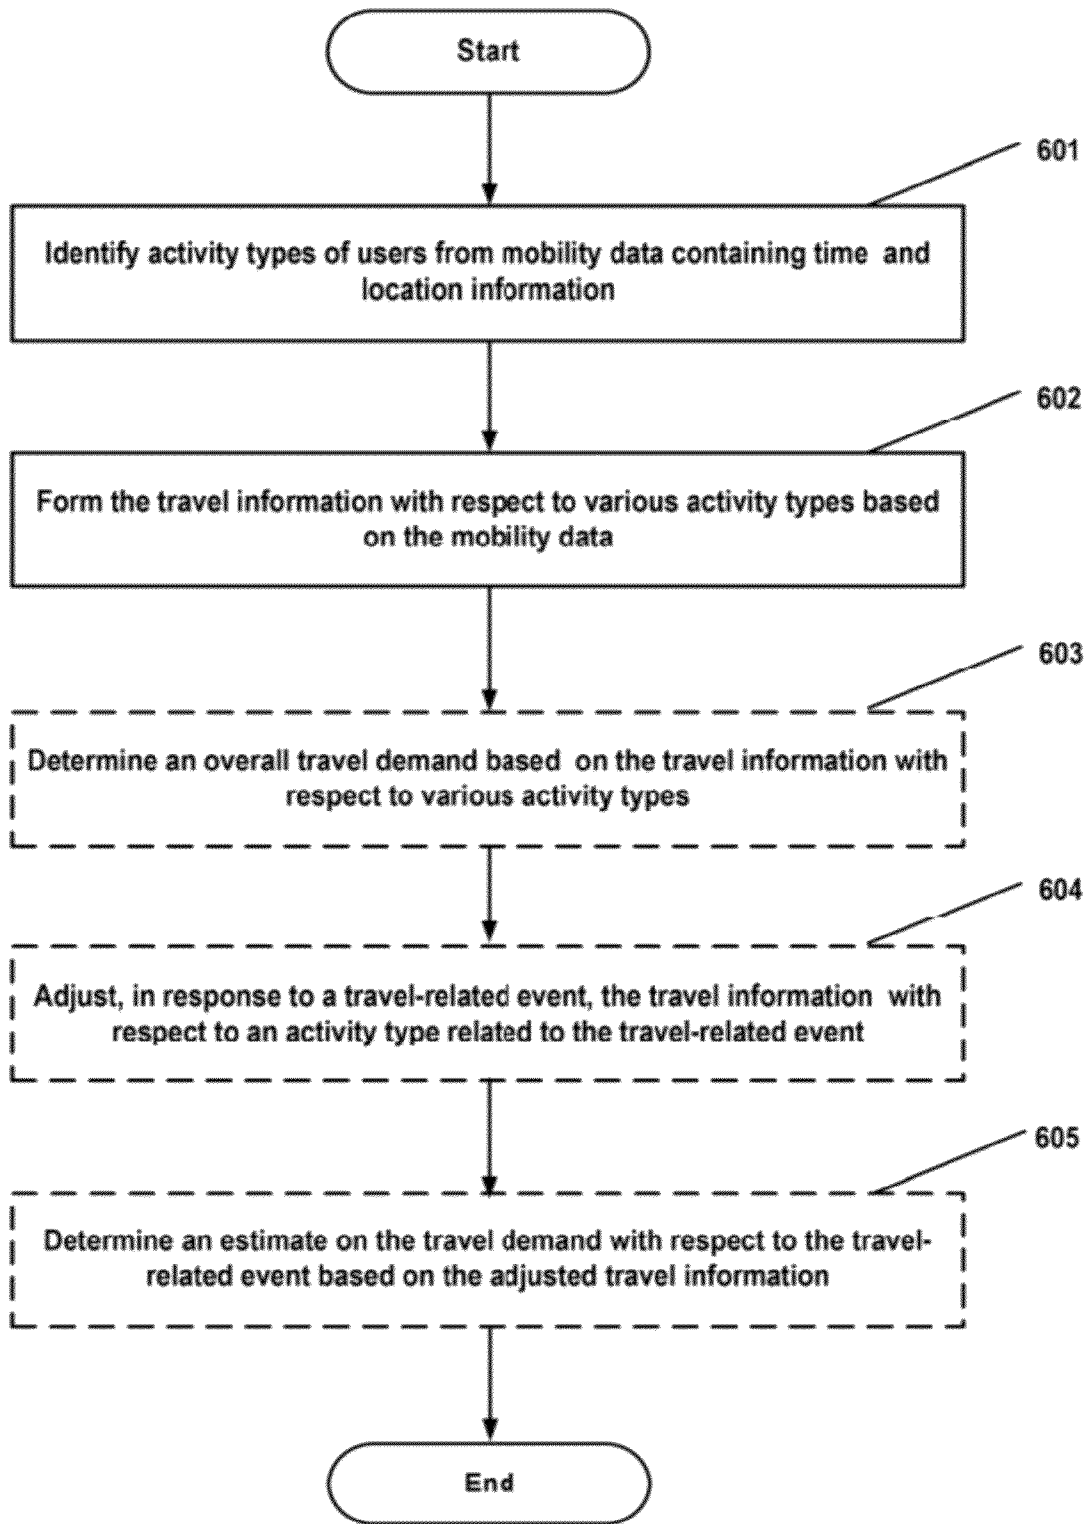 Start
601
Identify activity types of users from mobility data containing time and
location information
602
Form the travel information with respect to various activity types based
on the mobility data
603
Determine an overall travel demand based on the travel information with
respect to various activity types
604
Adjust, in response to a travel-related event, the travel information with
respect to an activity type related to the travel-related event
605
Determine an estimate on the travel demand with respect to the travel-
related event based on the adjusted travel information
End